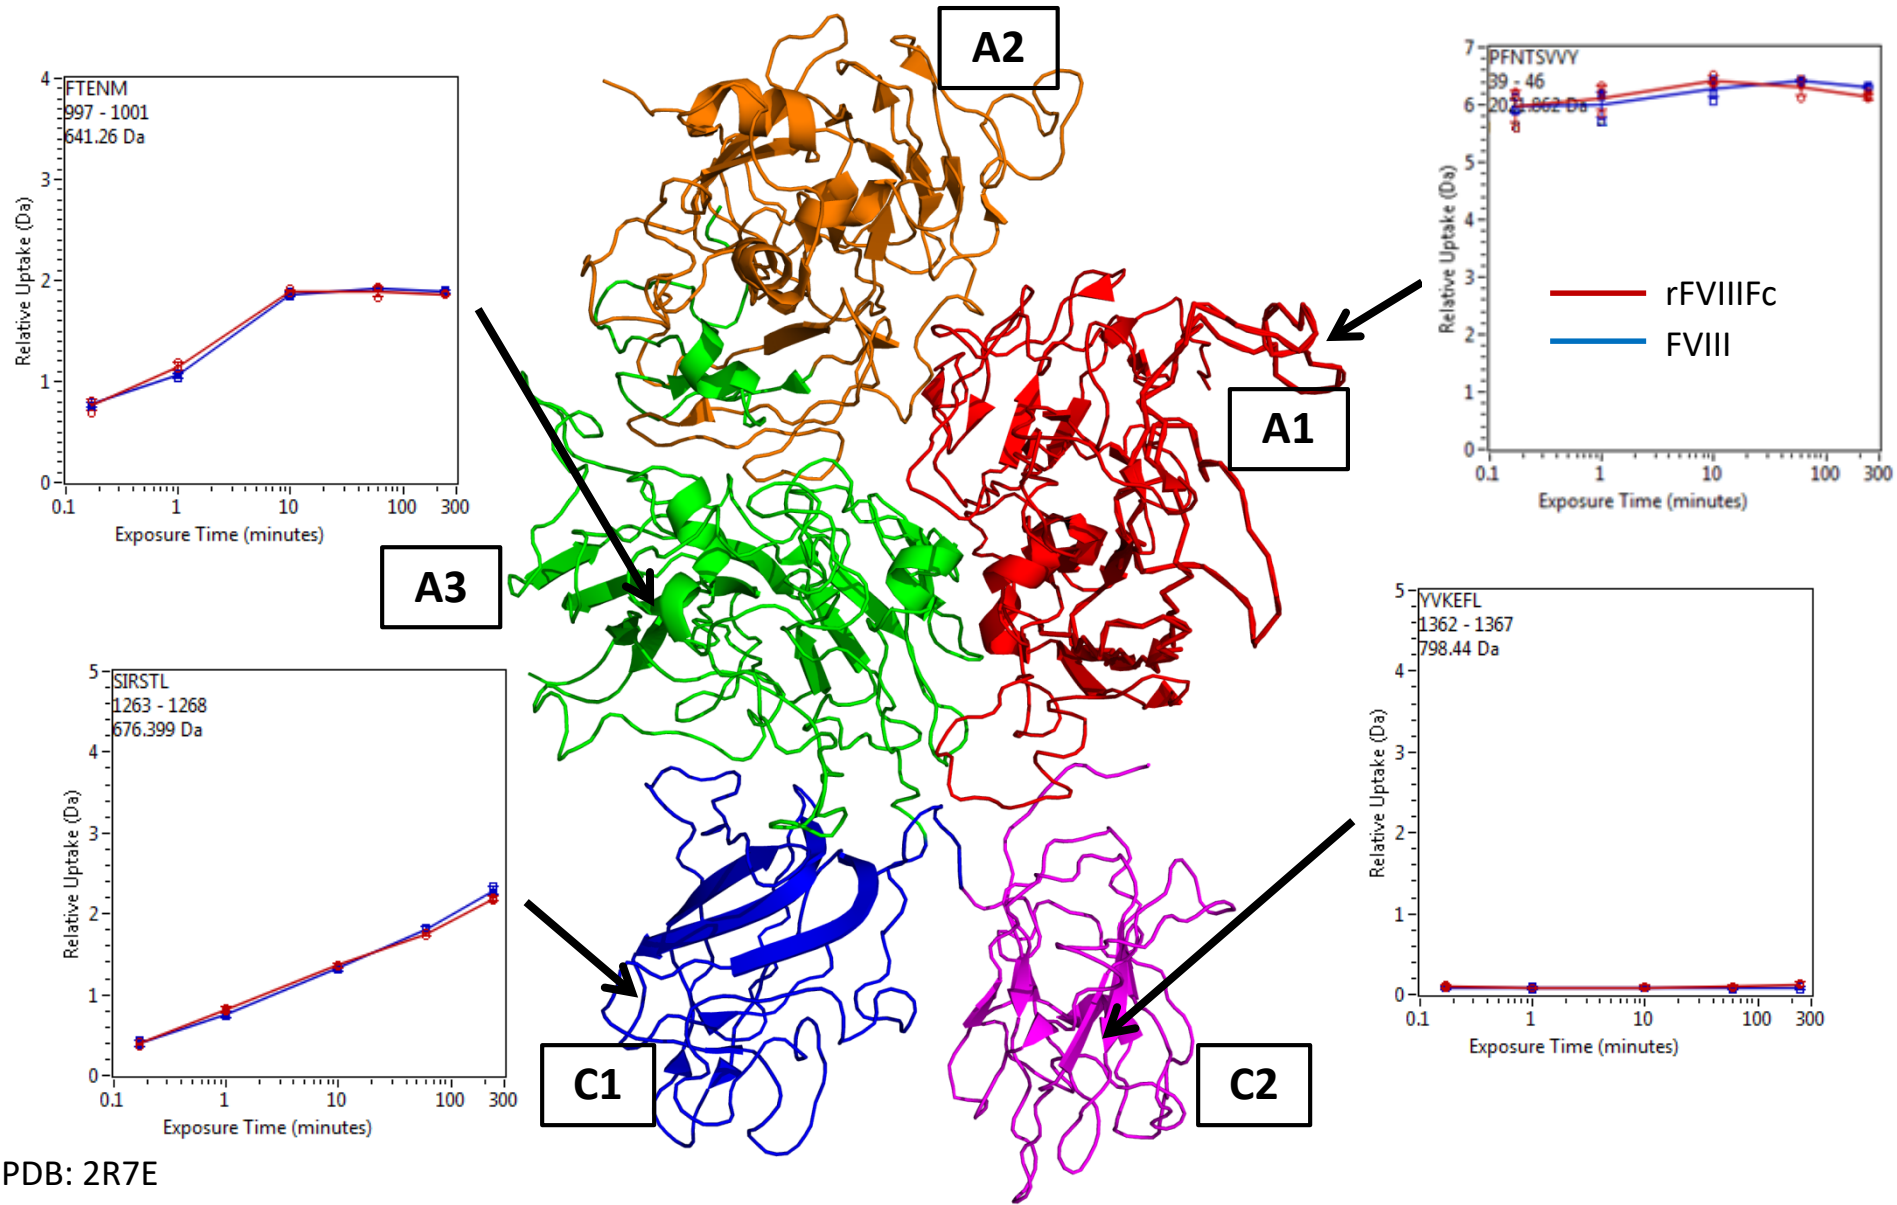 A2
4
FTENM
997 - 1001
641.26 Da
3
2
1
0
Relative Uptake (Da)
0.1 1 10 100 300
Exposure Time (minutes)
7
PFNTSVVY
39 - 46
6
5
4
3
2
1
0
Relative Uptake (Da)
rFVIIIFc
FVIII
0.1 1 10 100 300
Exposure Time (minutes)
A1
A3
5
SIRSTL
1263 - 1268
676.399 Da
4
3
2
1
0
Relative Uptake (Da)
0.1 1 10 100 300
Exposure Time (minutes)
5
YVKEFL
1362 - 1367
798.44 Da
4
3
2
1
0
Relative Uptake (Da)
0.1 1 10 100 300
Exposure Time (minutes)
C1
C2
PDB: 2R7E